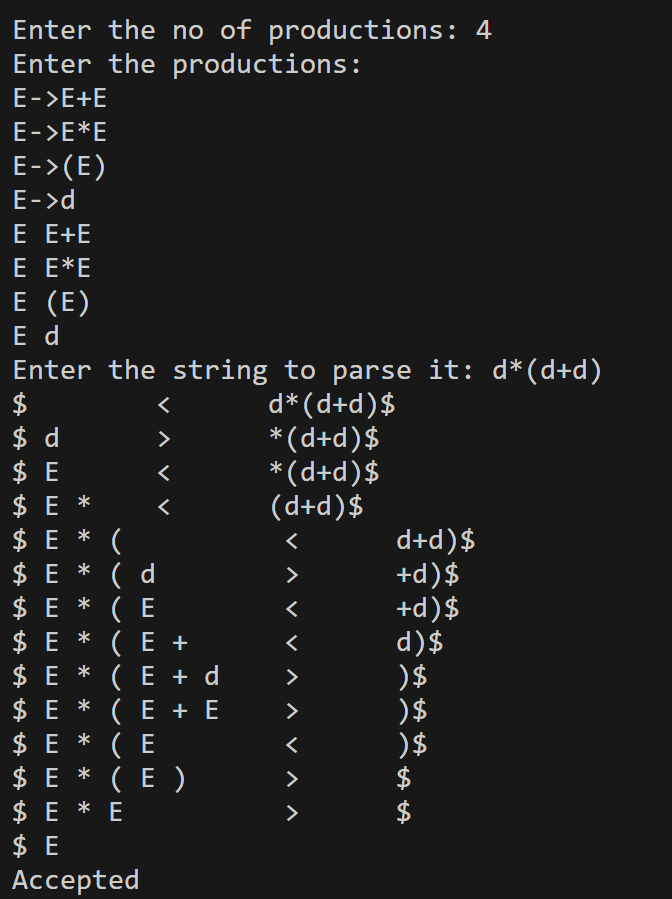 Enter the no of productions: 4
Enter the productions:
E->E+E
E->E*E
E->(E)
E->d
E E+E
E E*E
E (E)
E d
Enter the string to parse it: d*(d+d)
$ < d*(d+d)$
$ d > *(d+d)$
$ E < *(d+d)$
$ E * < (d+d)$
$ E * ( < d+d)$
$ E * ( d > +d)$
$ E * ( E < +d)$
$ E * ( E + < d)$
$ E * ( E + d > )$
$ E * ( E + E > )$
$ E * ( E < )$
$ E * ( E ) > $
$ E * E > $
$ E
Accepted